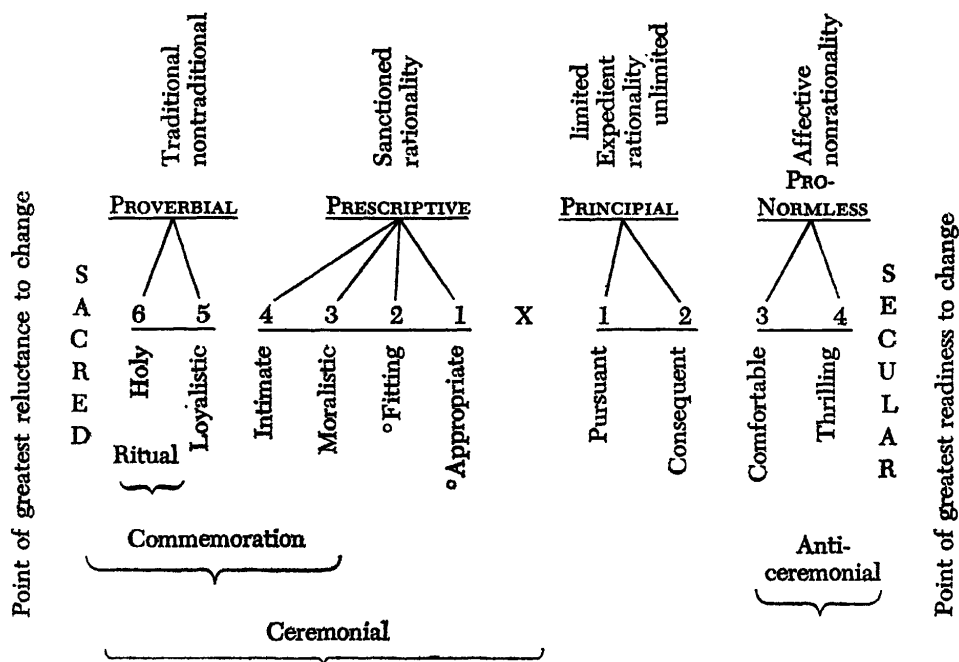 Point of greatest reluctance to change
SACRED
Traditional
nontraditional
PROVERBIAL
6 5
Holy
Loyalistic
Sanctioned
rationality
PRESCRIPTIVE
4 3 2 1
Intimate
Moralistic
°Fitting
°Appropriate
X
limited
Expedient
rationality
unlimited
PRINCIPIAL
1 2
Pursuant
Consequent
Affective
nonrationality
PRO-
NORMLESS
3 4
Comfortable
Thrilling
SECULAR
Point of greatest readiness to change
Ritual
Commemoration
Ceremonial
Anti-
ceremonial